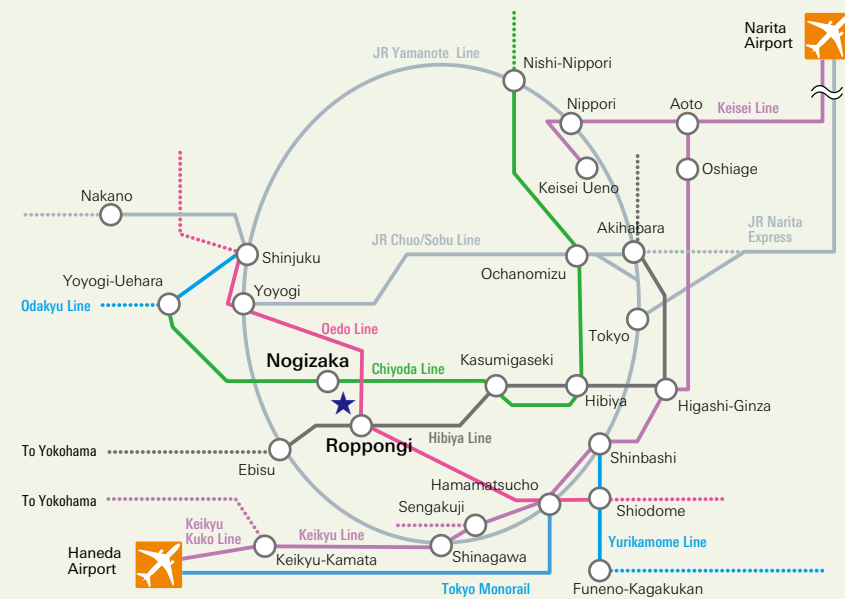 Narita
Airport
JR Yamanote Line
Nishi-Nippori
Nippori
Aoto
Keisei Line
Oshiage
Keisei Ueno
Nakano
Akihabara
JR Narita
Express
JR Chuo/Sobu Line
Shinjuku
Ochanomizu
Yoyogi-Uehara
Yoyogi
Odakyu Line
Oedo Line
Tokyo
Nogizaka
Chiyoda Line
Kasumigaseki
Hibiya
Higashi-Ginza
Hibiya Line
Roppongi
To Yokohama
Ebisu
Shinbashi
Hamamatsucho
To Yokohama
Sengakuji
Shiodome
Keikyu
Kuko Line
Keikyu Line
Yurikamome Line
Haneda
Airport
Keikyu-Kamata
Shinagawa
Tokyo Monorail
Funeno-Kagakukan